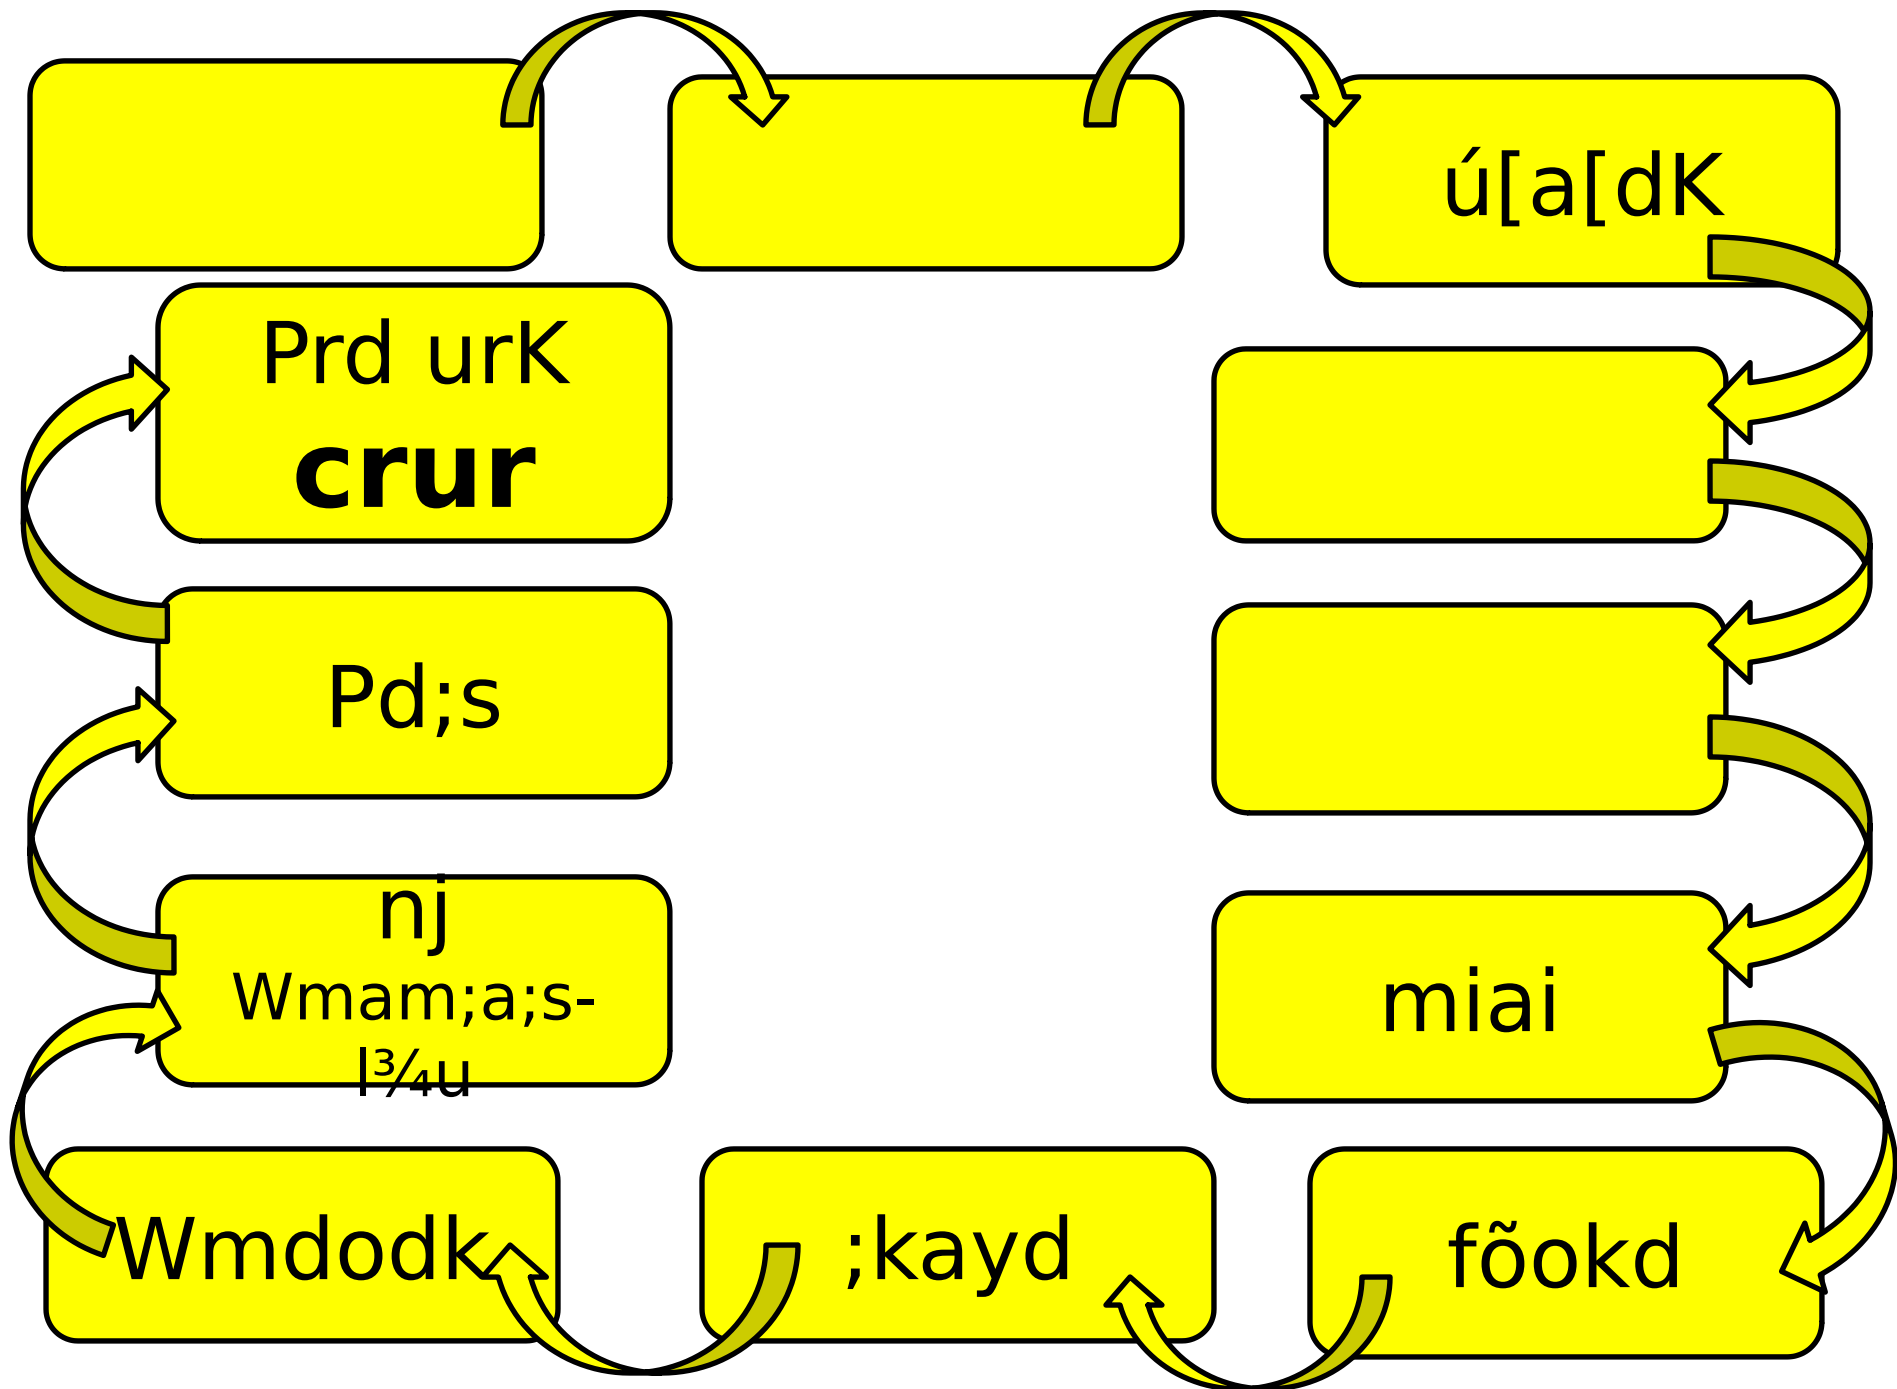 ú[a[dK
Prd urK
crur
Pd;s
nj
Wmam;a;s-
l¾u
miai
Wmdodk
;kayd
fõokd